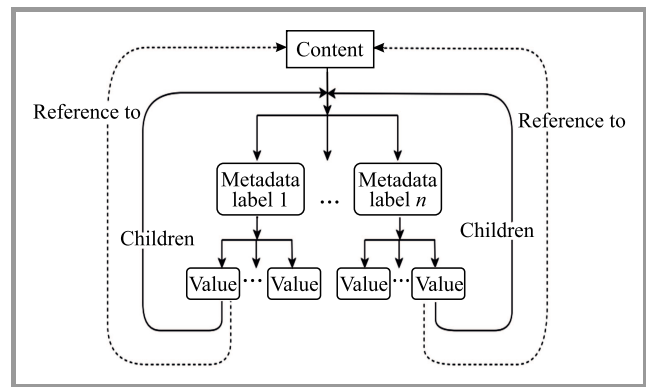 Content
Reference to
Reference to
Metadata
label 1
...
Metadata
label n
Children
Children
Value
...
Value
Value
...
Value